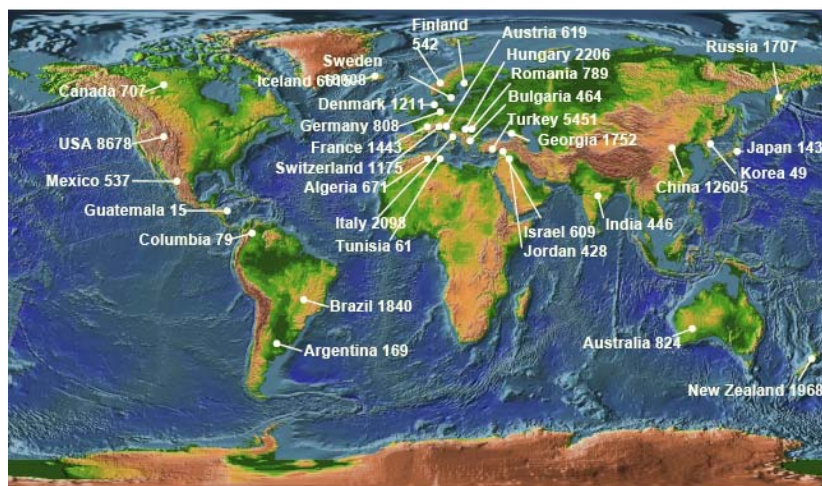 Finland
542
Austria 619
Hungary 2206
Russia 1707
Sweden
Romania 789
Iceland
Canada 707
Bulgaria 464
Denmark 1211
Turkey 5451
Germany 808
Georgia 1752
USA 8678
France 1443
Japan 143
Switzerland 1175
Korea 49
Mexico 537
Algeria 671
China 12605
Guatemala 15
Italy 2098
India 446
Israel 609
Columbia 79
Tunisia 61
Jordan 428
Brazil 1840
Australia 824
Argentina 169
New Zealand 1968